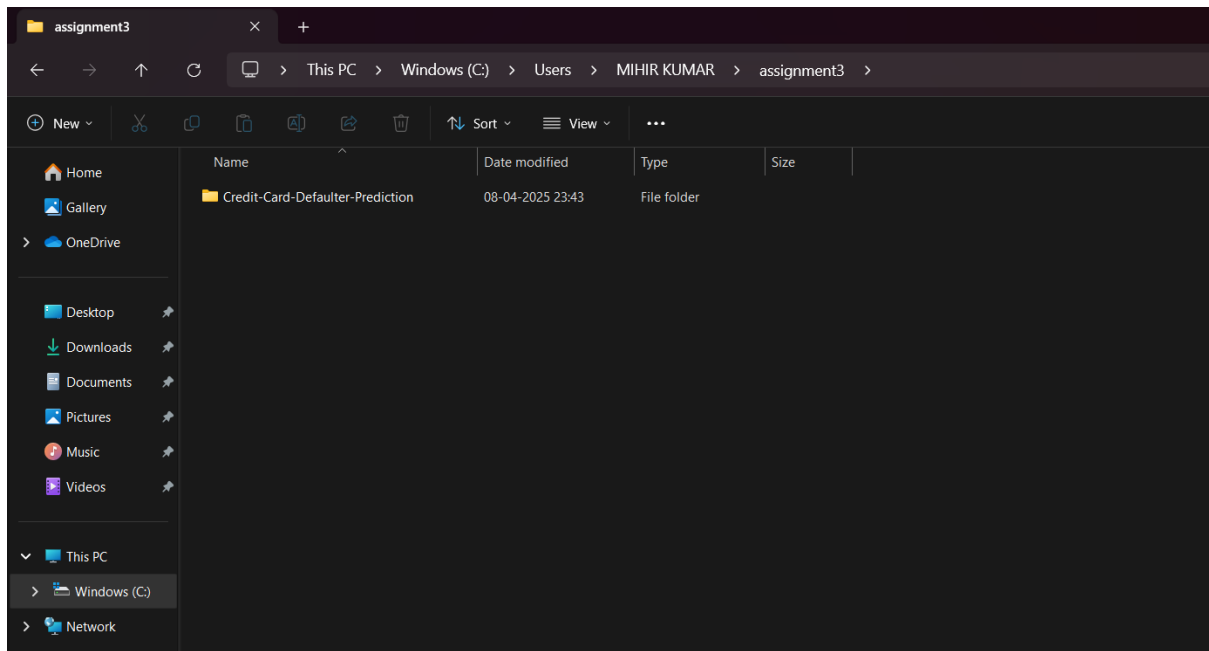 assignment3
This PC > Windows (C:) > Users > MIHIR KUMAR > assignment3 >
New Sort View
Name Date modified Type Size
Credit-Card-Defaulter-Prediction 08-04-2025 23:43 File folder
Home
Gallery
OneDrive
Desktop
Downloads
Documents
Pictures
Music
Videos
This PC
Windows (C:)
Network